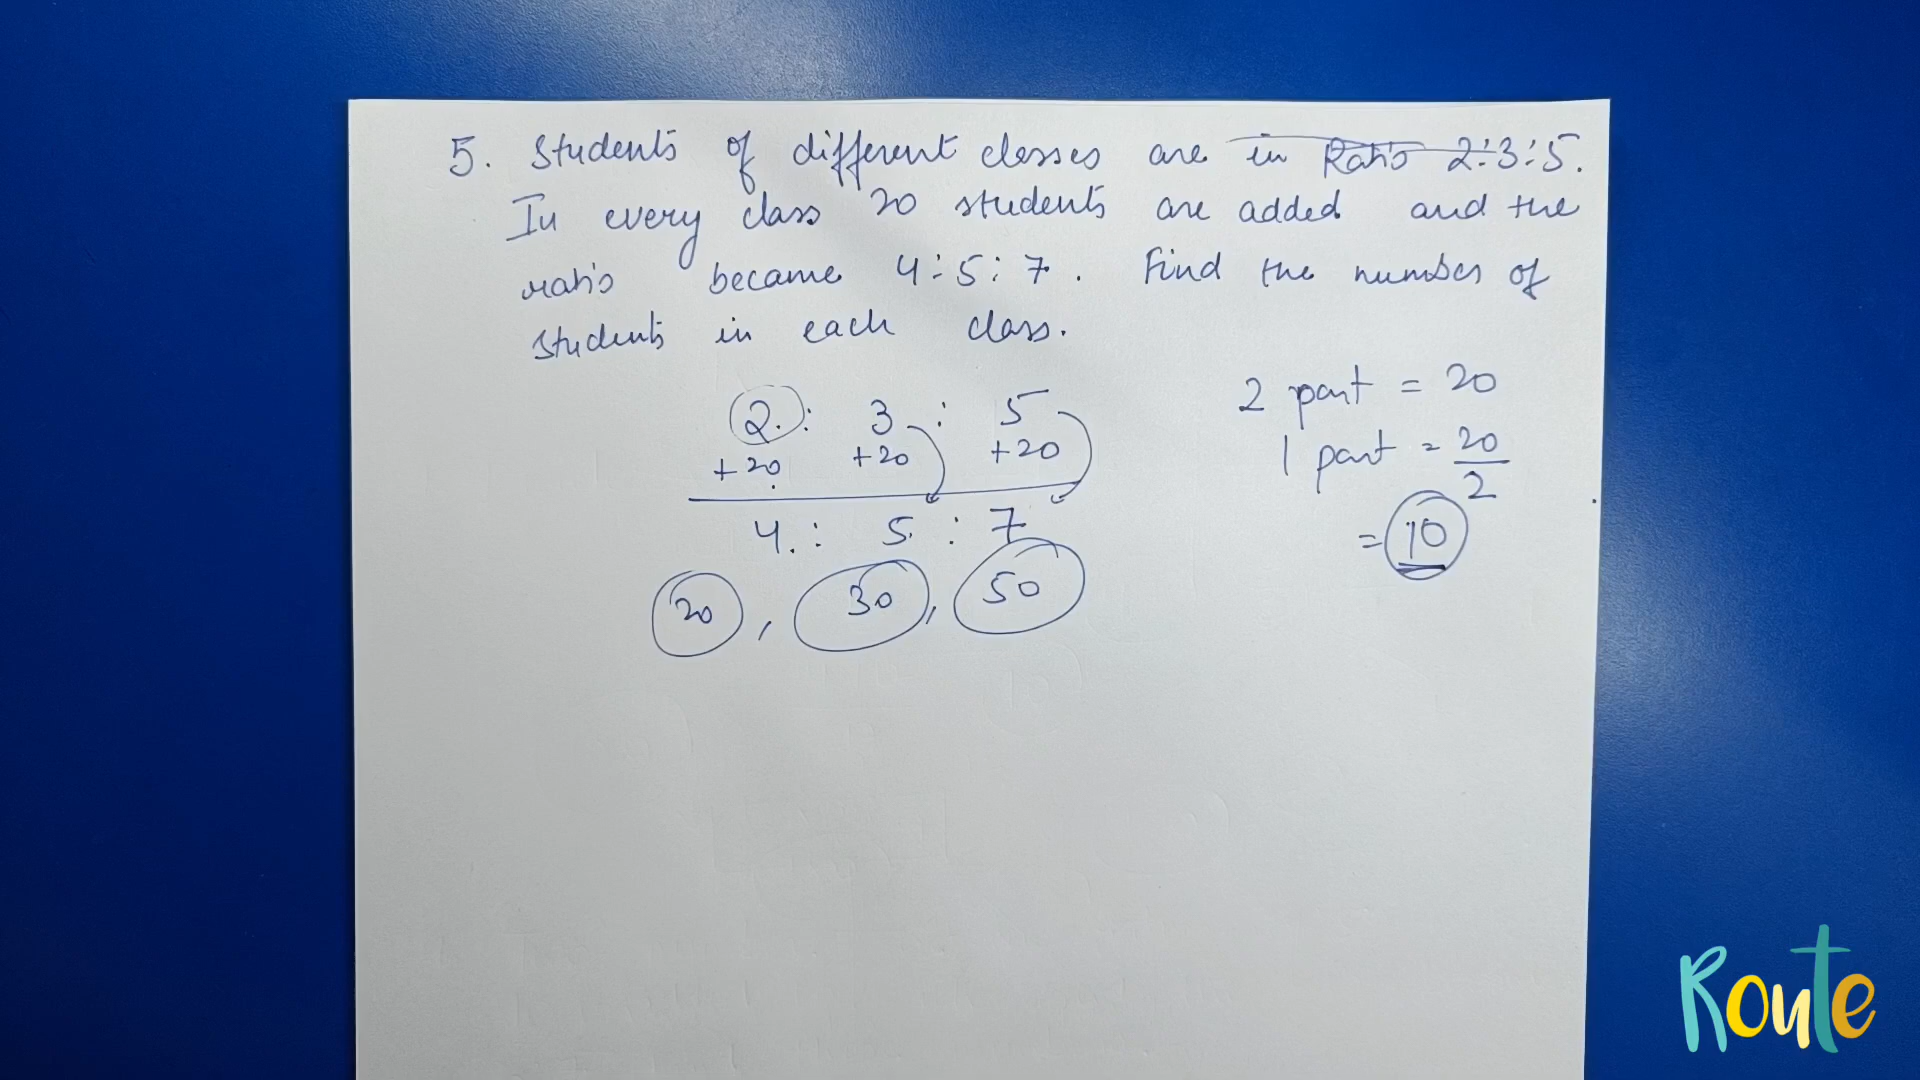 5. Students of different classes are in Ratio 2:3:5.
In every class 20 students are added and the
ratio became 4:5:7. Find the number of
students in each class.
2 : 3 : 5
+20 +20 +20
4 : 5 : 7
20, 30, 50
2 part = 20
1 part = 20/2
= 10
Route